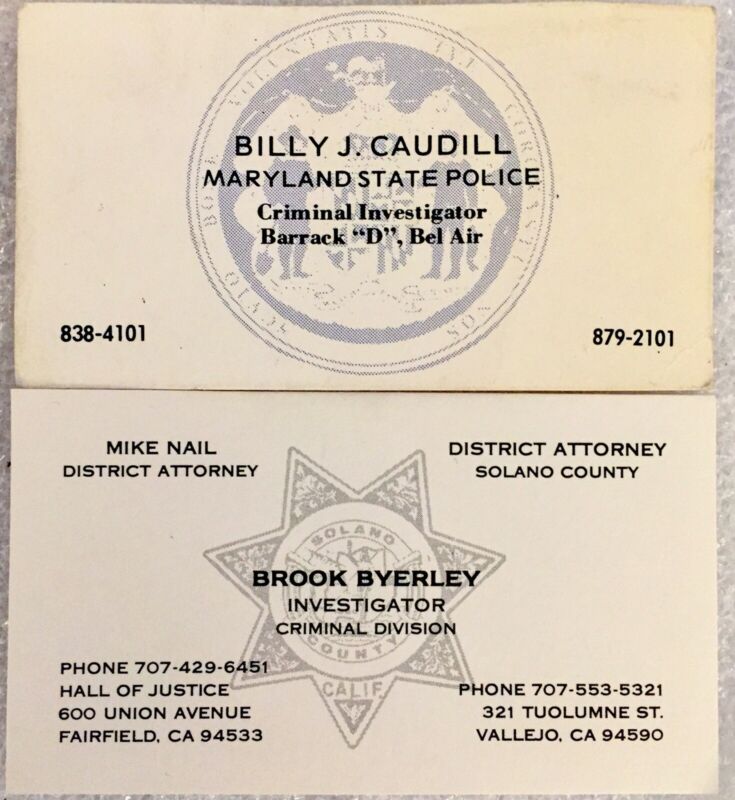 BILLY J. CAUDILL
MARYLAND STATE POLICE
Criminal Investigator
Barrack “D”, Bel Air
838-4101
879-2101
MIKE NAIL
DISTRICT ATTORNEY
DISTRICT ATTORNEY
SOLANO COUNTY
SOLANO
BROOK BYERLEY
INVESTIGATOR
CRIMINAL DIVISION
COUNTY
CALIF.
PHONE 707-429-6451
HALL OF JUSTICE
600 UNION AVENUE
FAIRFIELD, CA 94533
PHONE 707-553-5321
321 TUOLUMNE ST.
VALLEJO, CA 94590